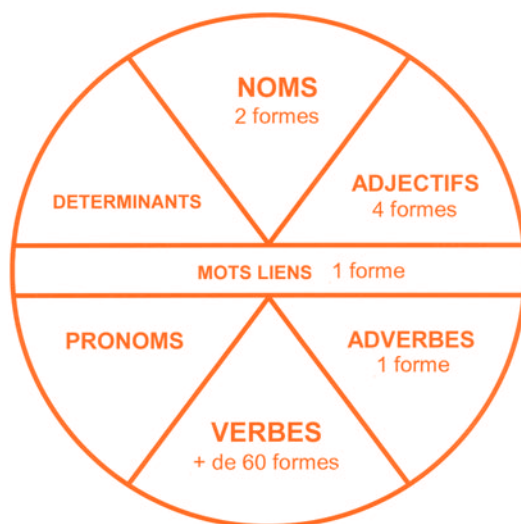 NOMS
2 formes
DETERMINANTS
ADJECTIFS
4 formes
MOTS LIENS 1 forme
PRONOMS
ADVERBES
1 forme
VERBES
+ de 60 formes